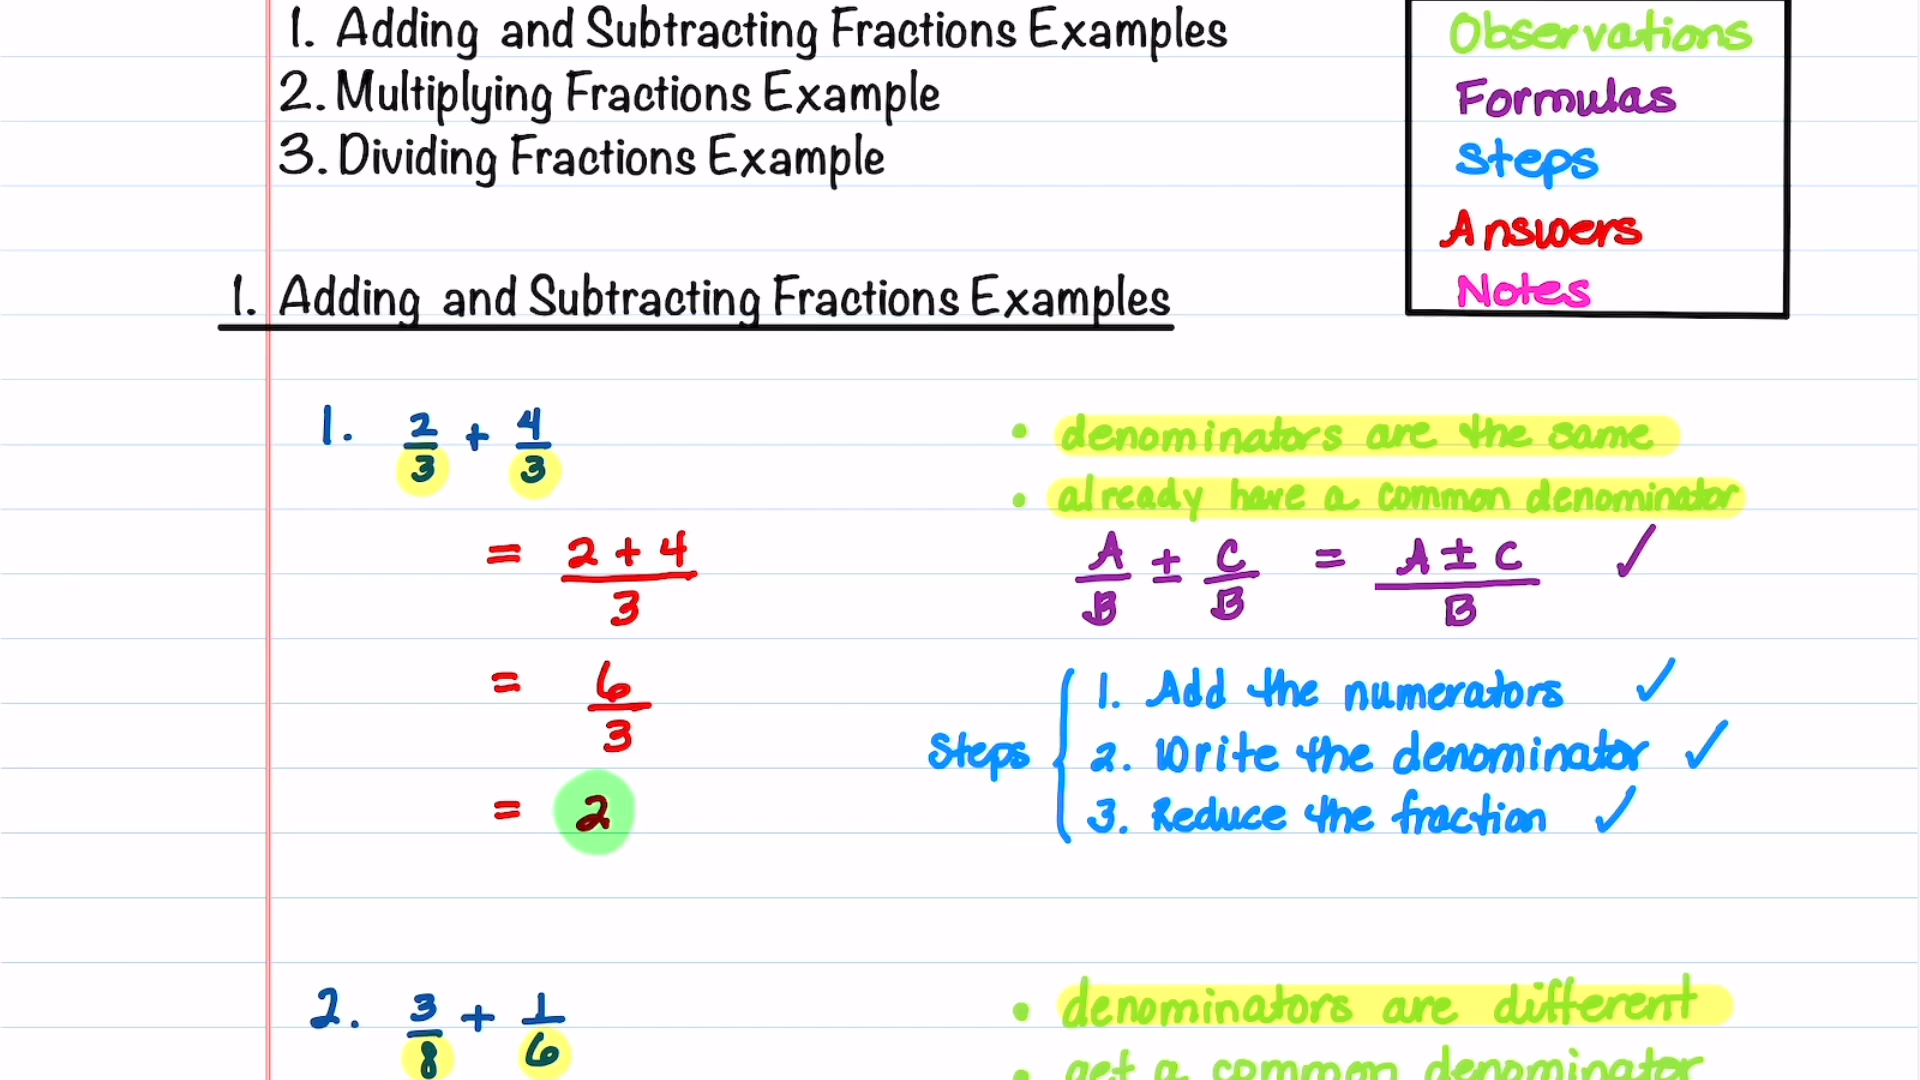 1. Adding and Subtracting Fractions Examples
2. Multiplying Fractions Example
3. Dividing Fractions Example
Observations
Formulas
Steps
Answers
Notes
1. Adding and Subtracting Fractions Examples
1. 2/3 + 4/3
= 2 + 4 / 3
= 6/3
= 2
• denominators are the same
• already have a common denominator
A/B ± C/B = A ± C / B ✓
Steps { 1. Add the numerators ✓
2. Write the denominator ✓
3. Reduce the fraction ✓
2. 3/8 + 1/6
• denominators are different
• get a common denominator